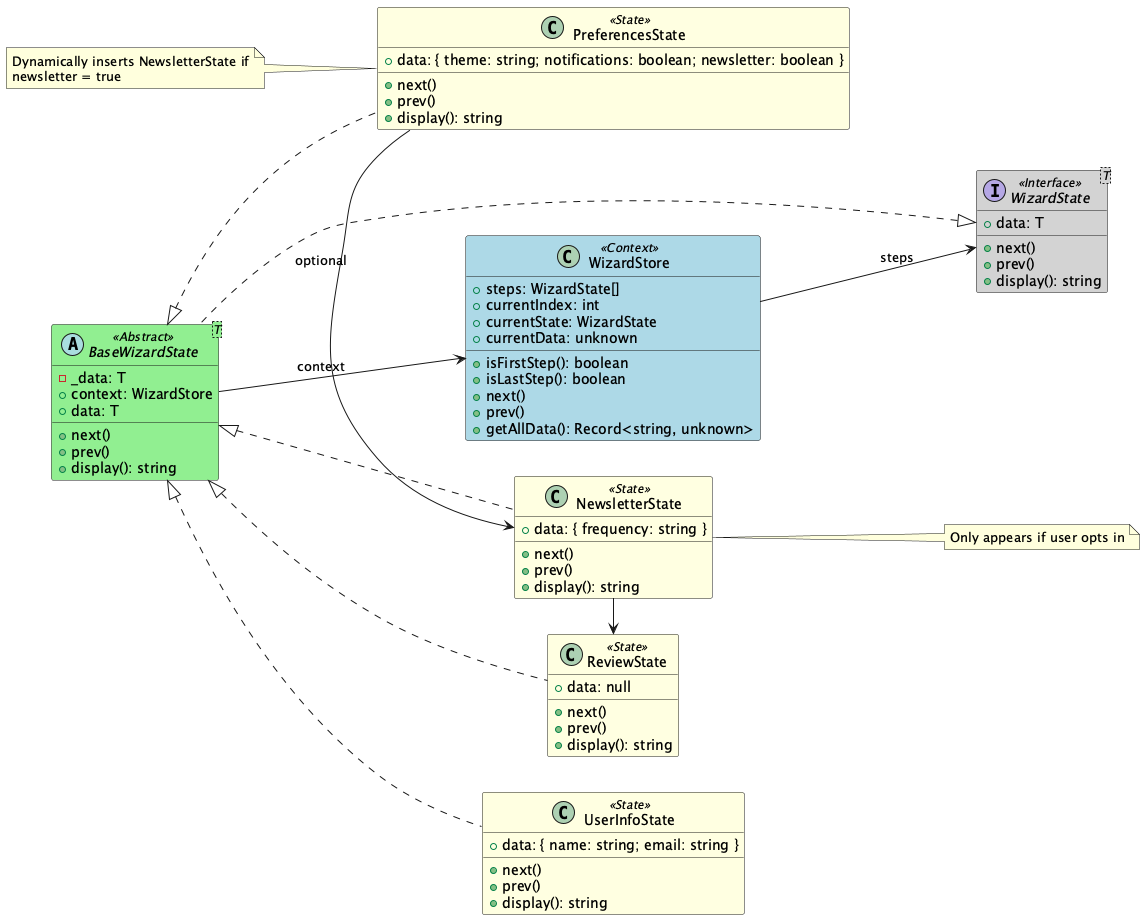 «State»
C
PreferencesState
data: { theme: string; notifications: boolean; newsletter: boolean }
next()
prev()
display(): string
Dynamically inserts NewsletterState if
newsletter = true
T
«Interface»
I
WizardState
data: T
next()
prev()
display(): string
optional
steps
«Context»
C
WizardStore
steps: WizardState[]
currentIndex: int
currentState: WizardState
currentData: unknown
isFirstStep(): boolean
isLastStep(): boolean
next()
prev()
getAllData(): Record<string, unknown>
T
«Abstract»
A
BaseWizardState
_data: T
context: WizardStore
data: T
next()
prev()
display(): string
context
«State»
C
NewsletterState
data: { frequency: string }
next()
prev()
display(): string
Only appears if user opts in
«State»
C
ReviewState
data: null
next()
prev()
display(): string
«State»
C
UserInfoState
data: { name: string; email: string }
next()
prev()
display(): string